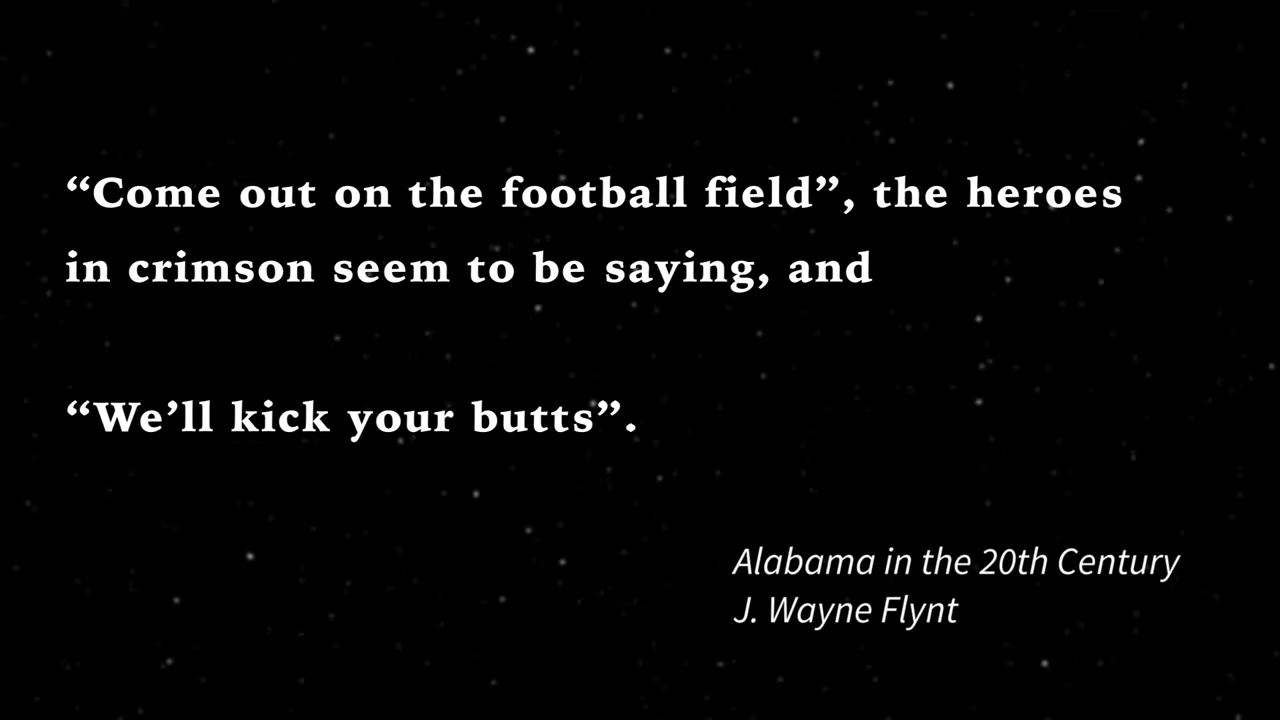 “Come out on the football field”, the heroes
in crimson seem to be saying, and
“We’ll kick your butts”.
Alabama in the 20th Century
J. Wayne Flynt